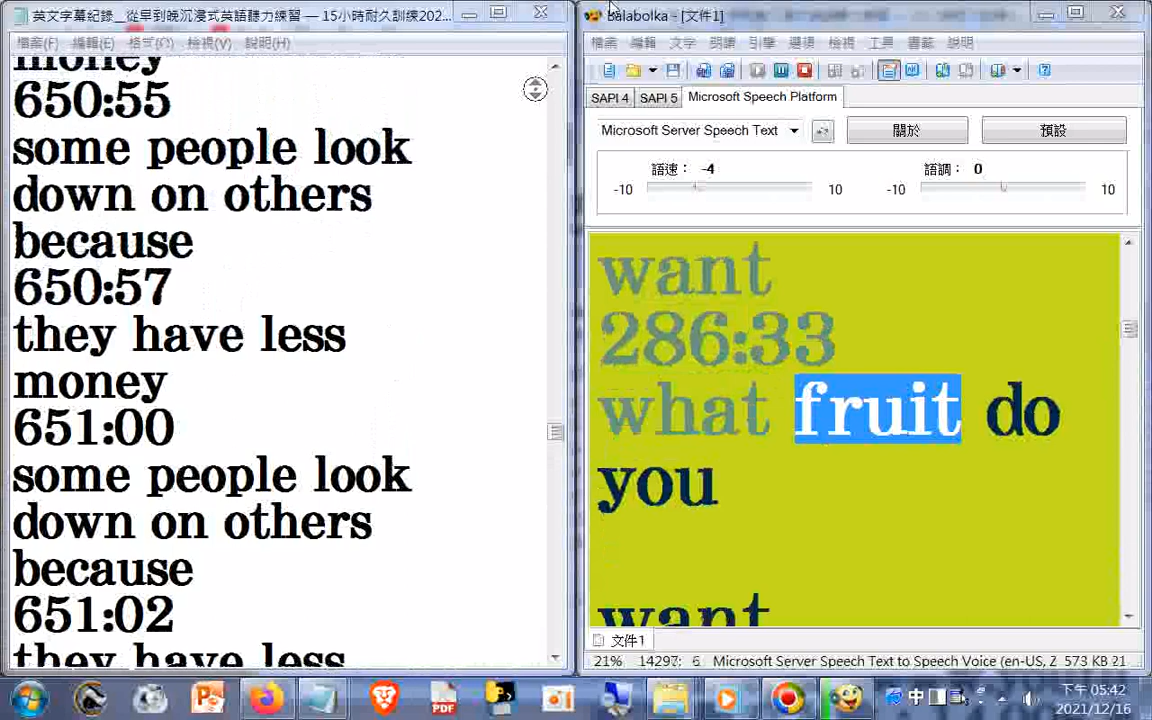 英文字幕紀錄__從早到晚沉浸式英語聽力練習 — 15小時耐久訓練202...
檔案(F) 編輯(E) 格式(O) 檢視(V) 說明(H)
money
650:55
some people look
down on others
because
650:57
they have less
money
651:00
some people look
down on others
because
651:02
they have less
Balabolka - [文件1]
檔案 編輯 文字 朗讀 引擎 選項 檢視 工具 書籤 說明
SAPI 4 SAPI 5 Microsoft Speech Platform
Microsoft Server Speech Text 關於 預設
語速： -4 語調： 0
-10 10 -10 10
want
286:33
what fruit do
you
want
文件1
21% 14297: 6 Microsoft Server Speech Text to Speech Voice (en-US, Z 573 KB 21
PDF 中 下午 05:42
2021/12/16